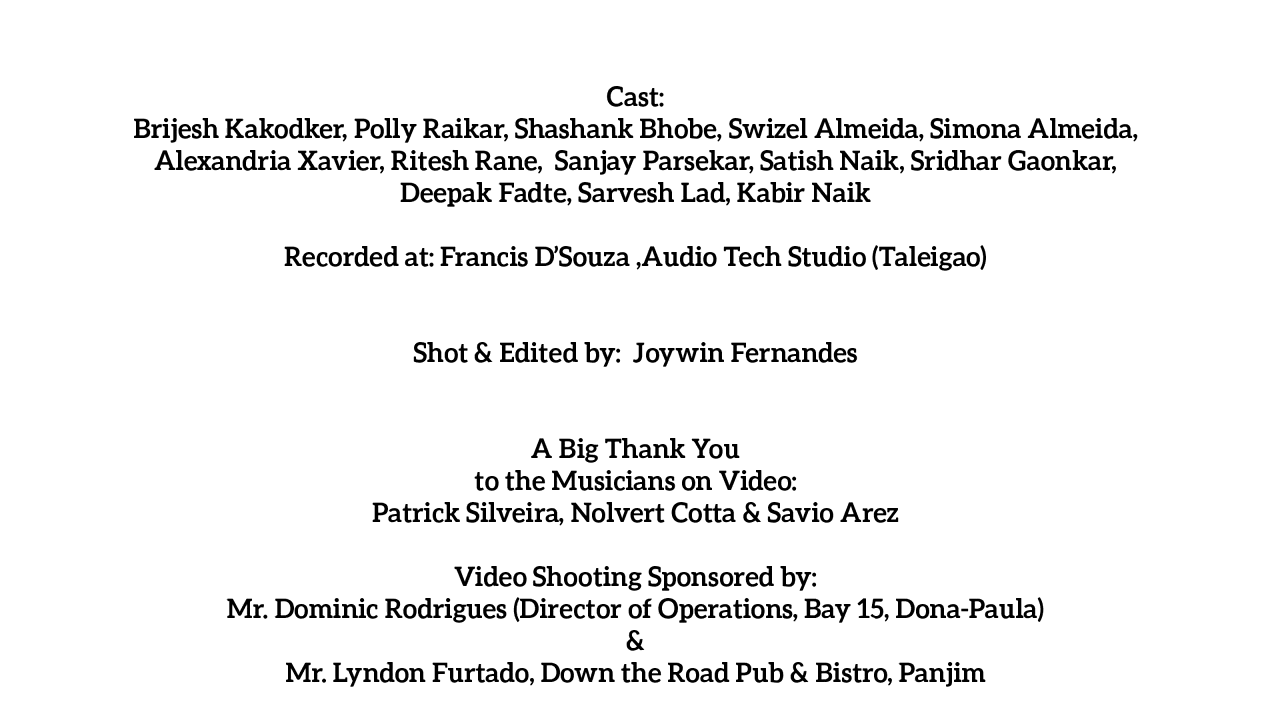 Cast:
Brijesh Kakodker, Polly Raikar, Shashank Bhobe, Swizel Almeida, Simona Almeida,
Alexandria Xavier, Ritesh Rane,  Sanjay Parsekar, Satish Naik, Sridhar Gaonkar,
Deepak Fadte, Sarvesh Lad, Kabir Naik
Recorded at: Francis D’Souza ,Audio Tech Studio (Taleigao)
Shot & Edited by:  Joywin Fernandes
A Big Thank You
to the Musicians on Video:
Patrick Silveira, Nolvert Cotta & Savio Arez
Video Shooting Sponsored by:
Mr. Dominic Rodrigues (Director of Operations, Bay 15, Dona-Paula)
&
Mr. Lyndon Furtado, Down the Road Pub & Bistro, Panjim